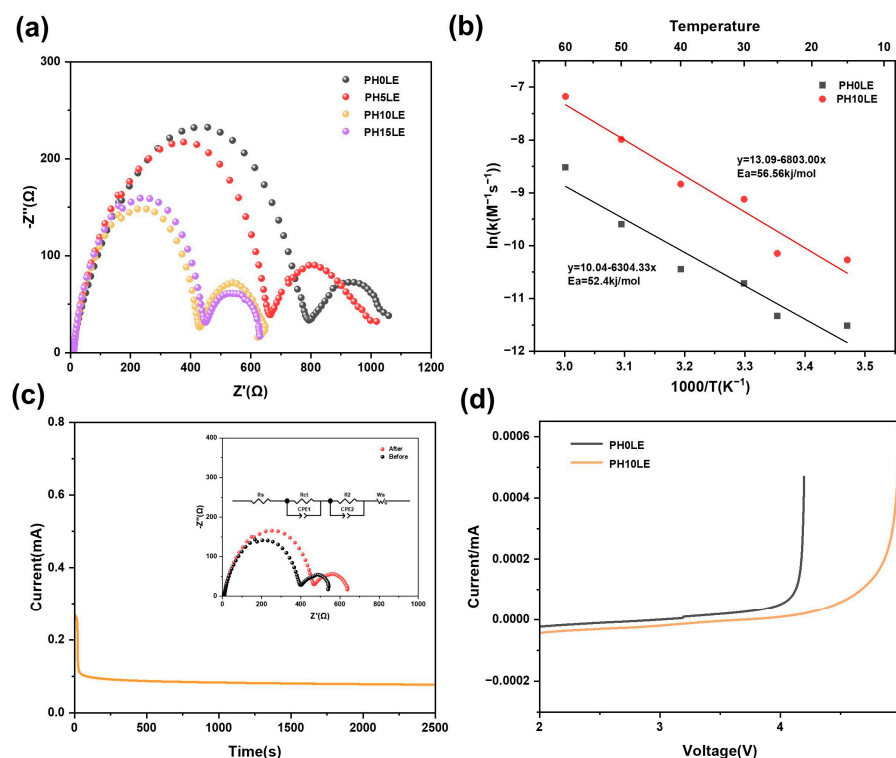 (a)
-300
-200
-100
0
-Z''(Ω)
0
200
400
600
800
1000
1200
Z'(Ω)
PH0LE
PH5LE
PH10LE
PH15LE
(b)
Temperature
60
50
40
30
20
10
-7
-8
-9
-10
-11
-12
ln(k(M⁻¹s⁻¹))
PH0LE
PH10LE
y=13.09-6803.00x
Ea=56.56kj/mol
y=10.04-6304.33x
Ea=52.4kj/mol
3.0
3.1
3.2
3.3
3.4
3.5
1000/T(K⁻¹)
(c)
0.8
0.6
0.4
0.2
0.0
Current(mA)
0
500
1000
1500
2000
2500
Time(s)
-400
-300
-200
-100
0
-Z''(Ω)
After
Before
Rs
Rct
R2
Ws
CPE1
CPE2
0
200
400
600
800
1000
Z'(Ω)
(d)
0.0006
0.0004
0.0002
0.0000
−0.0002
Current/mA
PH0LE
PH10LE
2
3
4
Voltage(V)